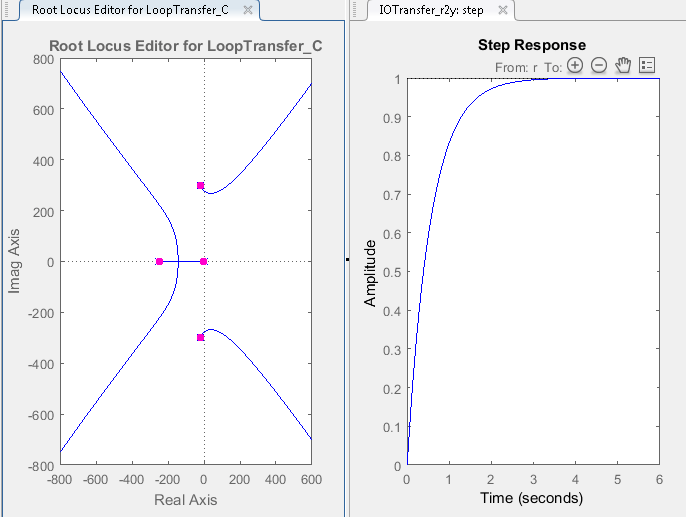 Root Locus Editor for LoopTransfer_C
IOTransfer_r2y: step
Root Locus Editor for LoopTransfer_C
800
600
400
200
0
-200
-400
-600
-800
Imag Axis
-800 -600 -400 -200 0 200 400 600
Real Axis
Step Response
From: r To:
1
0.9
0.8
0.7
0.6
0.5
0.4
0.3
0.2
0.1
0
Amplitude
0 1 2 3 4 5 6
Time (seconds)